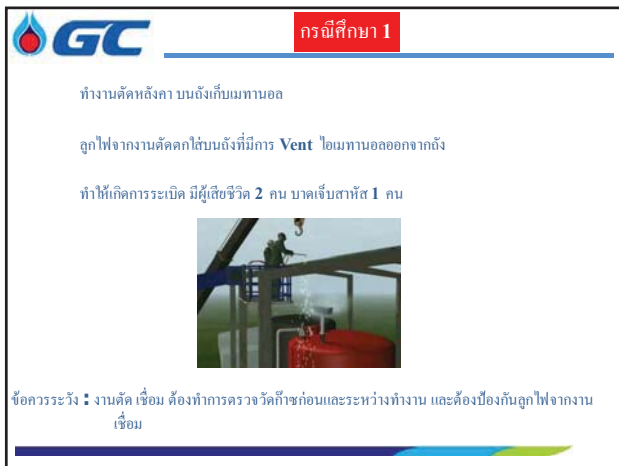 GC
กรณีศึกษา 1
ทำงานตัดหลังคา บนถังเก็บเมทานอล
ลูกไฟจากงานตัดตกใส่บนถังที่มีการ Vent ไอเมทานอลออกจากถัง
ทำให้เกิดการระเบิด มีผู้เสียชีวิต 2 คน บาดเจ็บสาหัส 1 คน
ข้อควรระวัง : งานตัด เชื่อม ต้องทำการตรวจวัดก๊าซก่อนและระหว่างทำงาน และต้องป้องกันลูกไฟจากงาน
เชื่อม